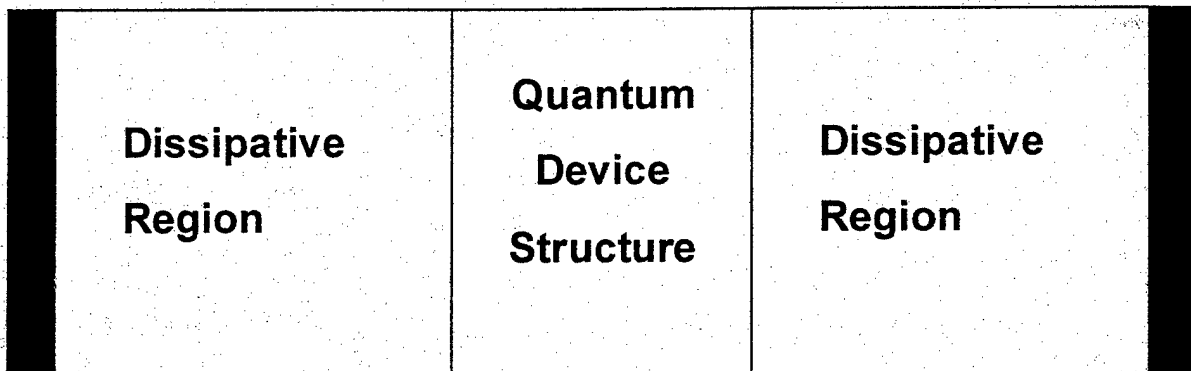 Dissipative
Region
Quantum
Device
Structure
Dissipative
Region